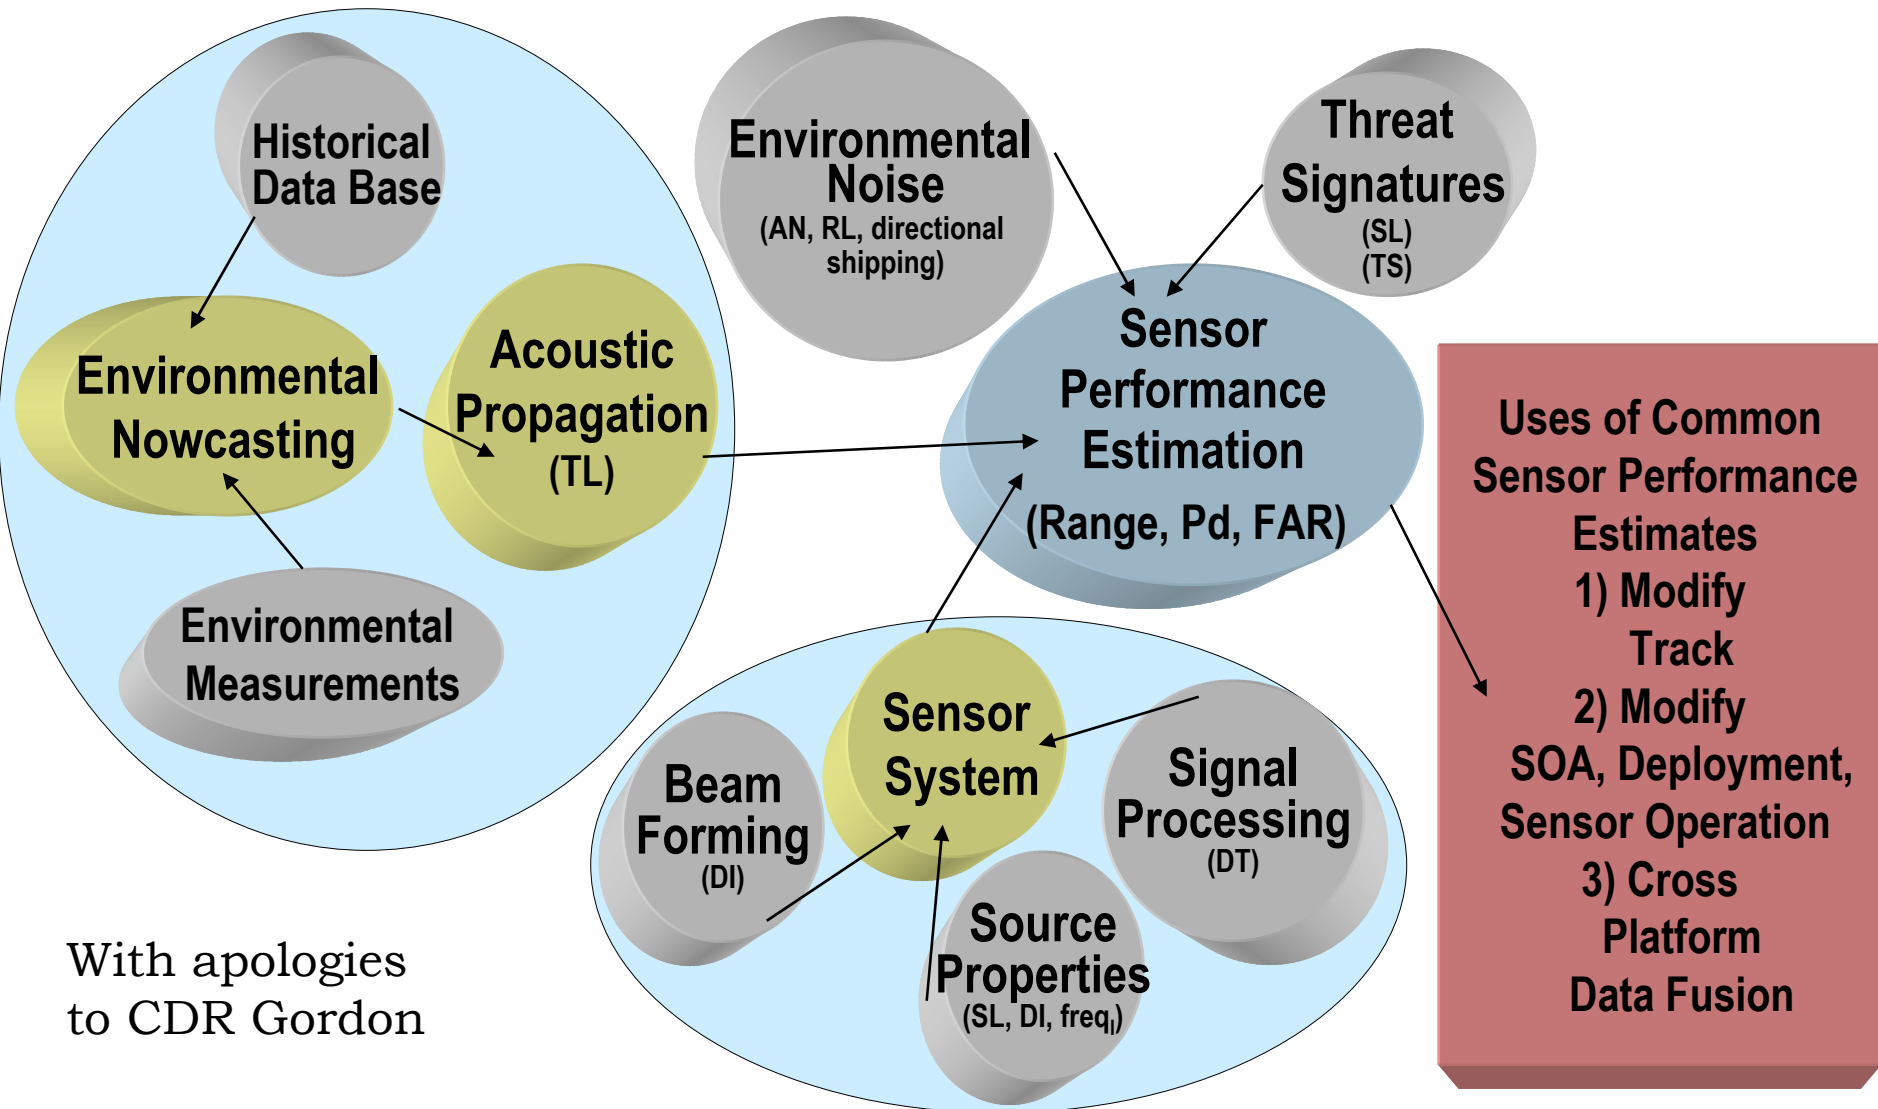 Historical
Data Base
Environmental
Noise
(AN, RL, directional
shipping)
Threat
Signatures
(SL)
(TS)
Environmental
Nowcasting
Acoustic
Propagation
(TL)
Sensor
Performance
Estimation
(Range, Pd, FAR)
Environmental
Measurements
Sensor
System
Beam
Forming
(DI)
Signal
Processing
(DT)
Source
Properties
(SL, DI, freqI)
Uses of Common
Sensor Performance
Estimates
1) Modify
Track
2) Modify
SOA, Deployment,
Sensor Operation
3) Cross
Platform
Data Fusion
With apologies
to CDR Gordon